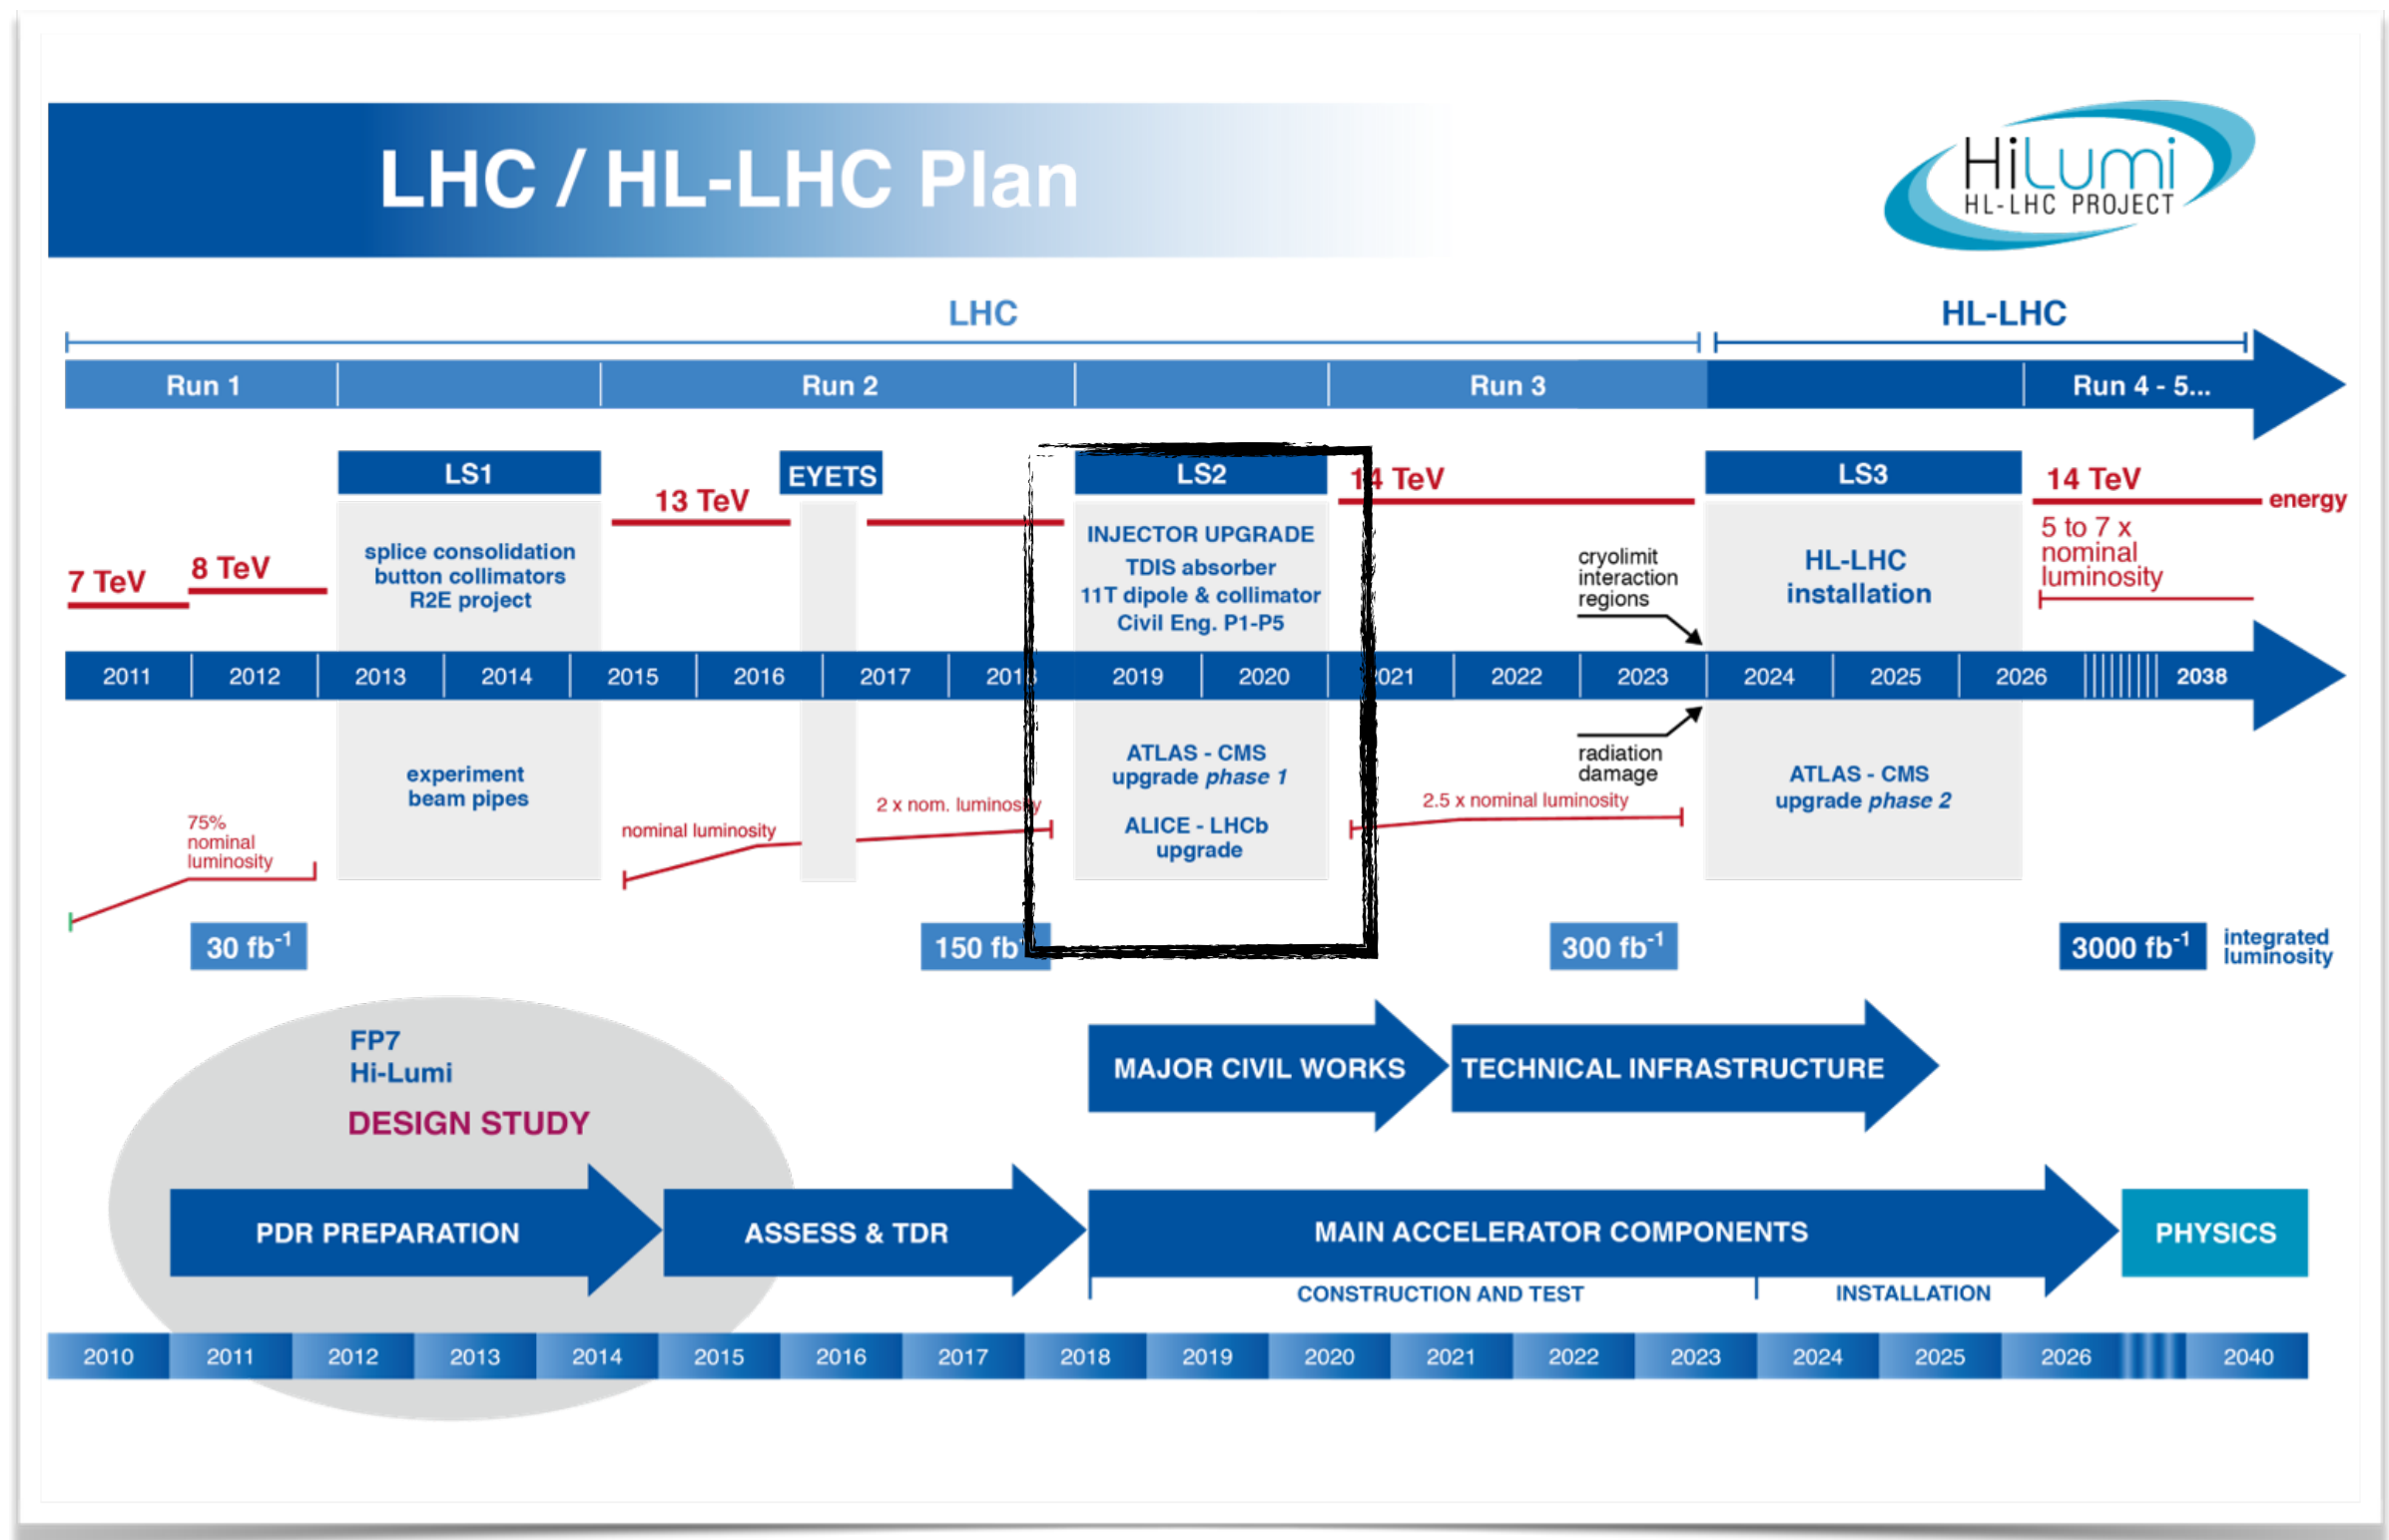 LHC / HL-LHC Plan
HiLumi
HL-LHC PROJECT
LHC
HL-LHC
Run 1
Run 2
Run 3
Run 4 - 5...
LS1
EYETS
LS2
LS3
13 TeV
14 TeV
14 TeV
energy
7 TeV
8 TeV
splice consolidation
button collimators
R2E project
INJECTOR UPGRADE
TDIS absorber
11T dipole & collimator
Civil Eng. P1-P5
cryolimit
interaction
regions
HL-LHC
installation
5 to 7 x
nominal
luminosity
2011
2012
2013
2014
2015
2016
2017
2018
2019
2020
2021
2022
2023
2024
2025
2026
2038
experiment
beam pipes
ATLAS - CMS
upgrade phase 1
ALICE - LHCb
upgrade
radiation
damage
ATLAS - CMS
upgrade phase 2
75%
nominal
luminosity
nominal luminosity
2 x nom. luminosity
2.5 x nominal luminosity
30 fb-1
150 fb-1
300 fb-1
3000 fb-1
integrated
luminosity
FP7
Hi-Lumi
DESIGN STUDY
MAJOR CIVIL WORKS
TECHNICAL INFRASTRUCTURE
PDR PREPARATION
ASSESS & TDR
MAIN ACCELERATOR COMPONENTS
PHYSICS
CONSTRUCTION AND TEST
INSTALLATION
2010
2011
2012
2013
2014
2015
2016
2017
2018
2019
2020
2021
2022
2023
2024
2025
2026
2040